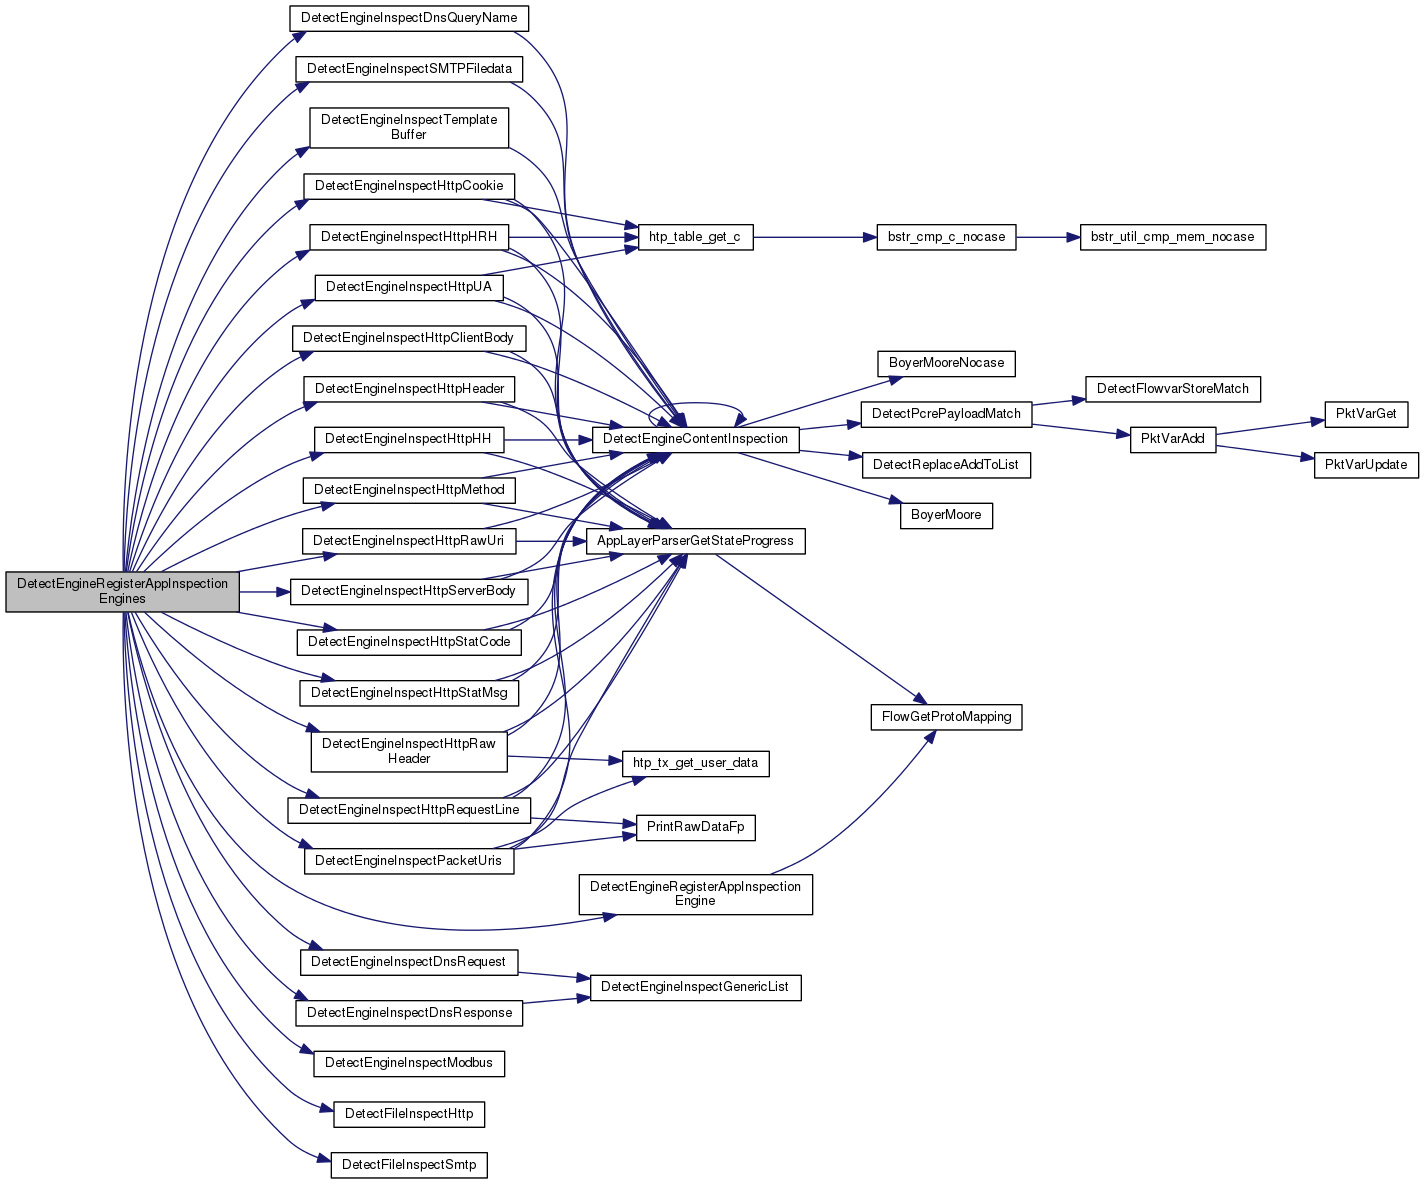 DetectEngineRegisterAppInspection
Engines
DetectEngineInspectDnsQueryName
DetectEngineInspectSMTPFiledata
DetectEngineInspectTemplate
Buffer
DetectEngineInspectHttpCookie
DetectEngineInspectHttpHRH
DetectEngineInspectHttpUA
DetectEngineInspectHttpClientBody
DetectEngineInspectHttpHeader
DetectEngineInspectHttpHH
DetectEngineInspectHttpMethod
DetectEngineInspectHttpRawUri
DetectEngineInspectHttpServerBody
DetectEngineInspectHttpStatCode
DetectEngineInspectHttpStatMsg
DetectEngineInspectHttpRaw
Header
DetectEngineInspectHttpRequestLine
DetectEngineInspectPacketUris
DetectEngineInspectDnsRequest
DetectEngineInspectDnsResponse
DetectEngineInspectModbus
DetectFileInspectHttp
DetectFileInspectSmtp
htp_table_get_c
DetectEngineContentInspection
AppLayerParserGetStateProgress
htp_tx_get_user_data
PrintRawDataFp
DetectEngineRegisterAppInspection
Engine
DetectEngineInspectGenericList
bstr_cmp_c_nocase
BoyerMooreNocase
DetectPcrePayloadMatch
DetectReplaceAddToList
BoyerMoore
FlowGetProtoMapping
bstr_util_cmp_mem_nocase
DetectFlowvarStoreMatch
PktVarAdd
PktVarGet
PktVarUpdate